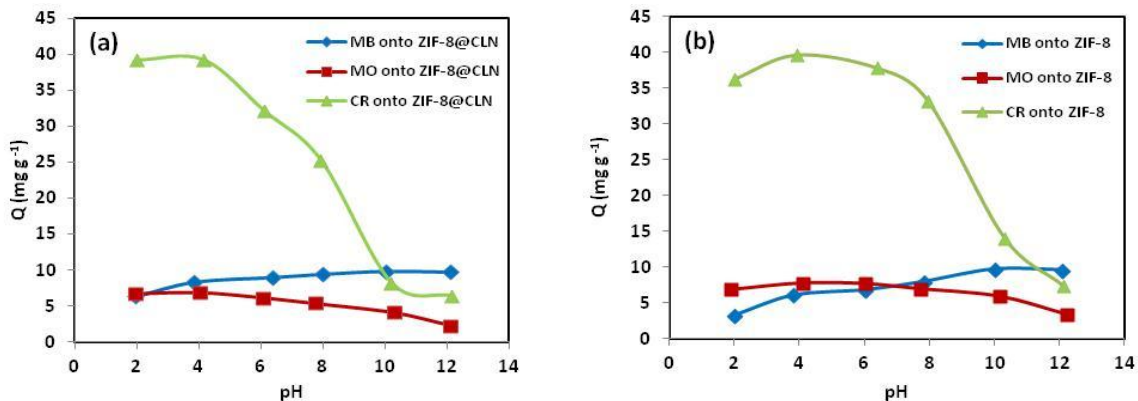 (a)
MB onto ZIF-8@CLN
MO onto ZIF-8@CLN
CR onto ZIF-8@CLN
45
40
35
30
25
20
15
10
5
0
Q (mg g⁻¹)
0 2 4 6 8 10 12 14
pH
(b)
MB onto ZIF-8
MO onto ZIF-8
CR onto ZIF-8
45
40
35
30
25
20
15
10
5
0
Q (mg g⁻¹)
0 2 4 6 8 10 12 14
pH